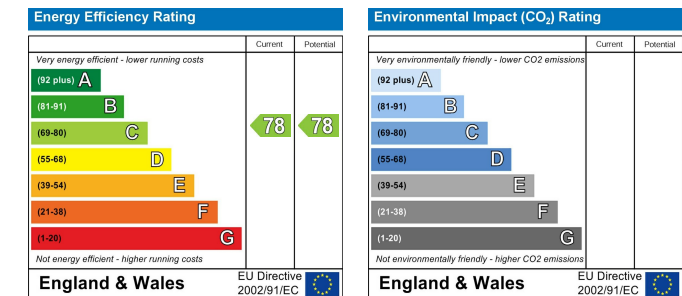 Energy Efficiency Rating
Current Potential
Very energy efficient - lower running costs
(92 plus) A
(81-91) B
(69-80) C 78 78
(55-68) D
(39-54) E
(21-38) F
(1-20) G
Not energy efficient - higher running costs
England & Wales
EU Directive
2002/91/EC
Environmental Impact (CO2) Rating
Current Potential
Very environmentally friendly - lower CO2 emissions
(92 plus) A
(81-91) B
(69-80) C
(55-68) D
(39-54) E
(21-38) F
(1-20) G
Not environmentally friendly - higher CO2 emissions
England & Wales
EU Directive
2002/91/EC